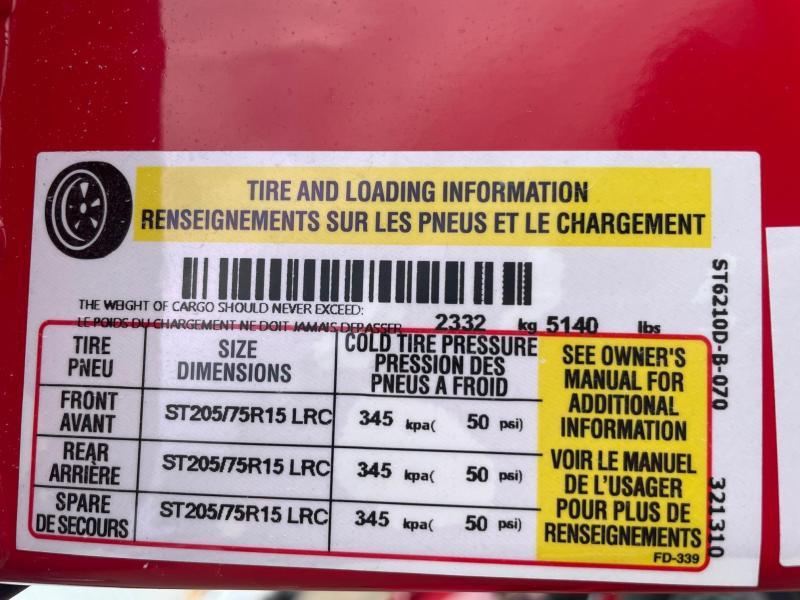 TIRE AND LOADING INFORMATION
RENSEIGNEMENTS SUR LES PNEUS ET LE CHARGEMENT
THE WEIGHT OF CARGO SHOULD NEVER EXCEED:
LE POIDS DU CHARGEMENT NE DOIT JAMAIS DEPASSER 2332 kg 5140 lbs
TIRE
PNEU
SIZE
DIMENSIONS
COLD TIRE PRESSURE
PRESSION DES
PNEUS A FROID
FRONT
AVANT
ST205/75R15 LRC
345 kpa( 50 psi)
REAR
ARRIÈRE
ST205/75R15 LRC
345 kpa( 50 psi)
SPARE
DE SECOURS
ST205/75R15 LRC
345 kpa( 50 psi)
SEE OWNER'S
MANUAL FOR
ADDITIONAL
INFORMATION
VOIR LE MANUEL
DE L'USAGER
POUR PLUS DE
RENSEIGNEMENTS
FD-339
ST6210D-B-070
321310